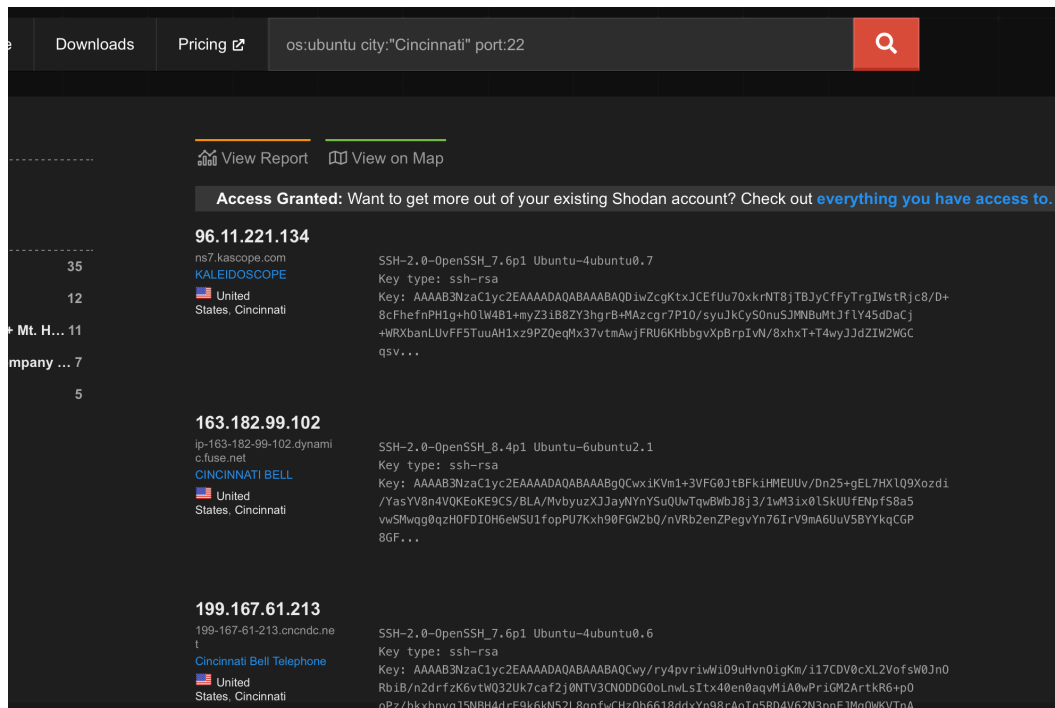 Downloads
Pricing
os:ubuntu city:"Cincinnati" port:22
View Report
View on Map
Access Granted: Want to get more out of your existing Shodan account? Check out everything you have access to.
35
12
+ Mt. H... 11
mpany ... 7
5
96.11.221.134
ns7.kascope.com
KALEIDOSCOPE
United
States, Cincinnati
SSH-2.0-OpenSSH_7.6p1 Ubuntu-4ubuntu0.7
Key type: ssh-rsa
Key: AAAAB3NzaC1yc2EAAAADAQABAAABAQDiwZcgKtxJCEfUu7OxkrNT8jTBJyCfFyTrgIWstRjc8/D+
8cFhefnPH1g+hOlW4B1+myZ3iB8ZY3hgrB+MAzcgr7P1O/syuJkCySOnuSJMNBuMtJflY45dDaCj
+WRXbanLUvFF5TuuAH1xz9PZQeqMx37vtmAwjFRU6KHbbgvXpBrpIvN/8xhxT+T4wyJJdZIW2WGC
qsv...
163.182.99.102
ip-163-182-99-102.dynami
c.fuse.net
CINCINNATI BELL
United
States, Cincinnati
SSH-2.0-OpenSSH_8.4p1 Ubuntu-6ubuntu2.1
Key type: ssh-rsa
Key: AAAAB3NzaC1yc2EAAAADAQABAAABgQCwxiKVm1+3VFG0JtBFkiHMEUUv/Dn25+gEL7HXlQ9Xozdi
/YasYV8n4VQKEoKE9CS/BLA/MvbyuzXJJayNYnYSuQUwTqwBWbJ8j3/1wM3ix0lSkUUfENpfS8a5
vwSMwqg0qzHOFDIOH6eWSU1fopPU7Kxh90FGW2bQ/nVRb2enZPegvYn76IrV9mA6UuV5BYYkqCGP
8GF...
199.167.61.213
199-167-61-213.cncndc.ne
t
Cincinnati Bell Telephone
United
States, Cincinnati
SSH-2.0-OpenSSH_7.6p1 Ubuntu-4ubuntu0.6
Key type: ssh-rsa
Key: AAAAB3NzaC1yc2EAAAADAQABAAABAQCwy/ry4pvriwWiO9uHvnOigKm/i17CDV0cXL2VofsW0JnO
RbiB/n2drfzK6vtWQ32Uk7caf2j0NTV3CNODDGOoLnwLsItx40en0aqvMiA0wPriGM2ArtkR6+pO